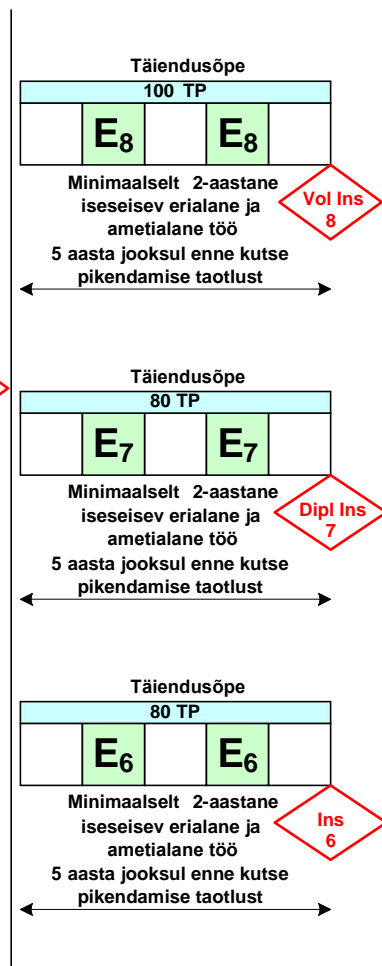 Täiendusõpe
100 TP
E8 E8
Minimaalselt 2-aastane
iseseisev erialane ja
ametialane töö
5 aasta jooksul enne kutse
pikendamise taotlust
Vol Ins
8
Täiendusõpe
80 TP
E7 E7
Minimaalselt 2-aastane
iseseisev erialane ja
ametialane töö
5 aasta jooksul enne kutse
pikendamise taotlust
Dipl Ins
7
Täiendusõpe
80 TP
E6 E6
Minimaalselt 2-aastane
iseseisev erialane ja
ametialane töö
5 aasta jooksul enne kutse
pikendamise taotlust
Ins
6